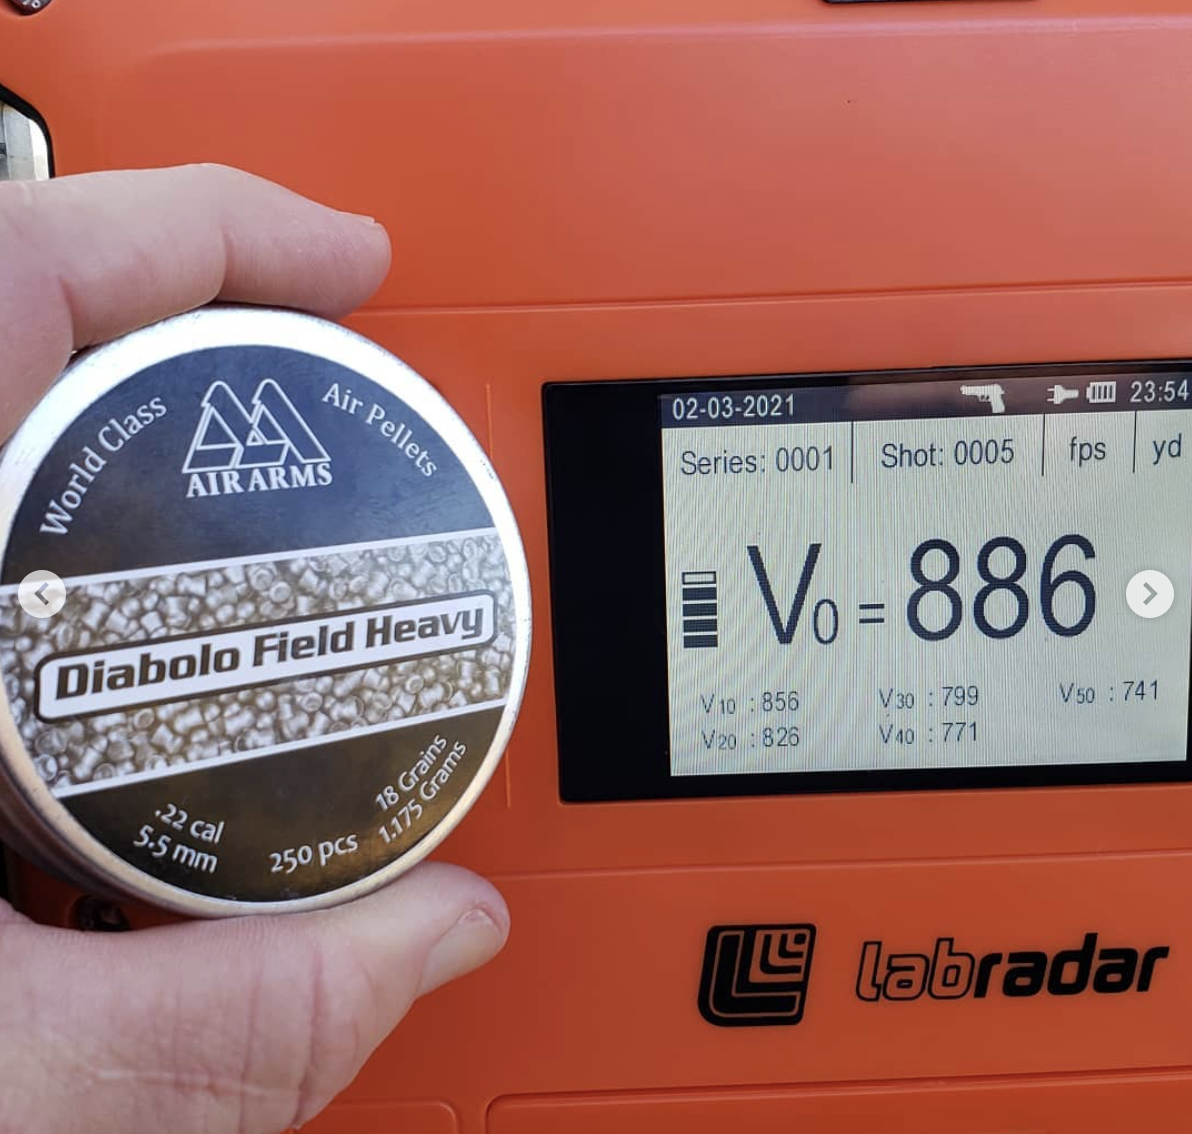 World Class
Air Pellets
AIR ARMS
Diabolo Field Heavy
.22 cal
5.5 mm
250 pcs
18 Grains
1.175 Grams
02-03-2021
23:54
Series: 0001
Shot: 0005
fps
yd
V0 = 886
V10 : 856
V30 : 799
V50 : 741
V20 : 826
V40 : 771
labradar